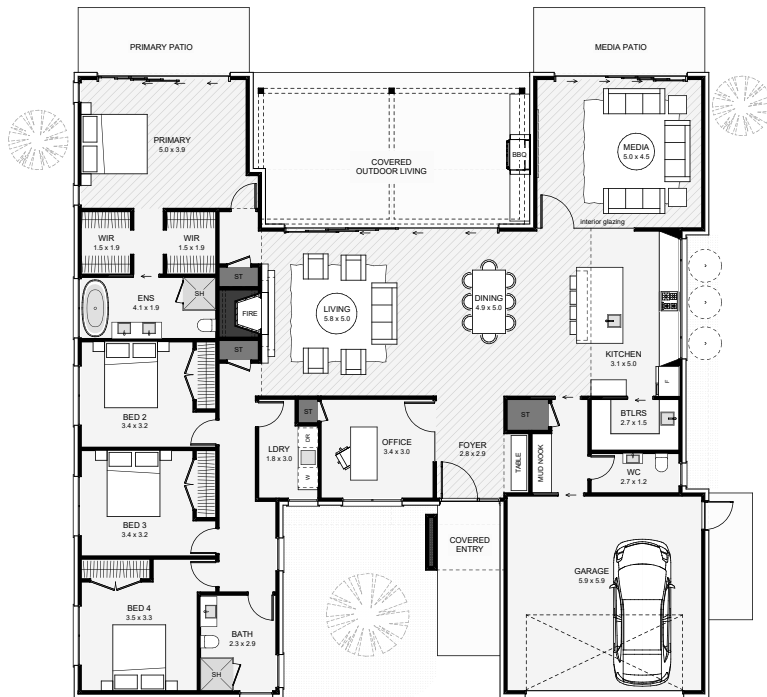 PRIMARY PATIO
MEDIA PATIO
PRIMARY
5.0 x 3.9
COVERED
OUTDOOR LIVING
BBQ
MEDIA
5.0 x 4.5
interior glazing
WIR
1.5 x 1.9
WIR
1.5 x 1.9
ST
ENS
4.1 x 1.9
SH
FIRE
LIVING
5.8 x 5.0
DINING
4.9 x 5.0
KITCHEN
3.1 x 5.0
F
ST
BED 2
3.4 x 3.2
ST
LDRY
1.8 x 3.0
DR
W
OFFICE
3.4 x 3.0
FOYER
2.8 x 2.9
ST
TABLE
MUD NOOK
BTLRS
2.7 x 1.5
WC
2.7 x 1.2
BED 3
3.4 x 3.2
COVERED
ENTRY
GARAGE
5.9 x 5.9
BED 4
3.5 x 3.3
BATH
2.3 x 2.9
SH